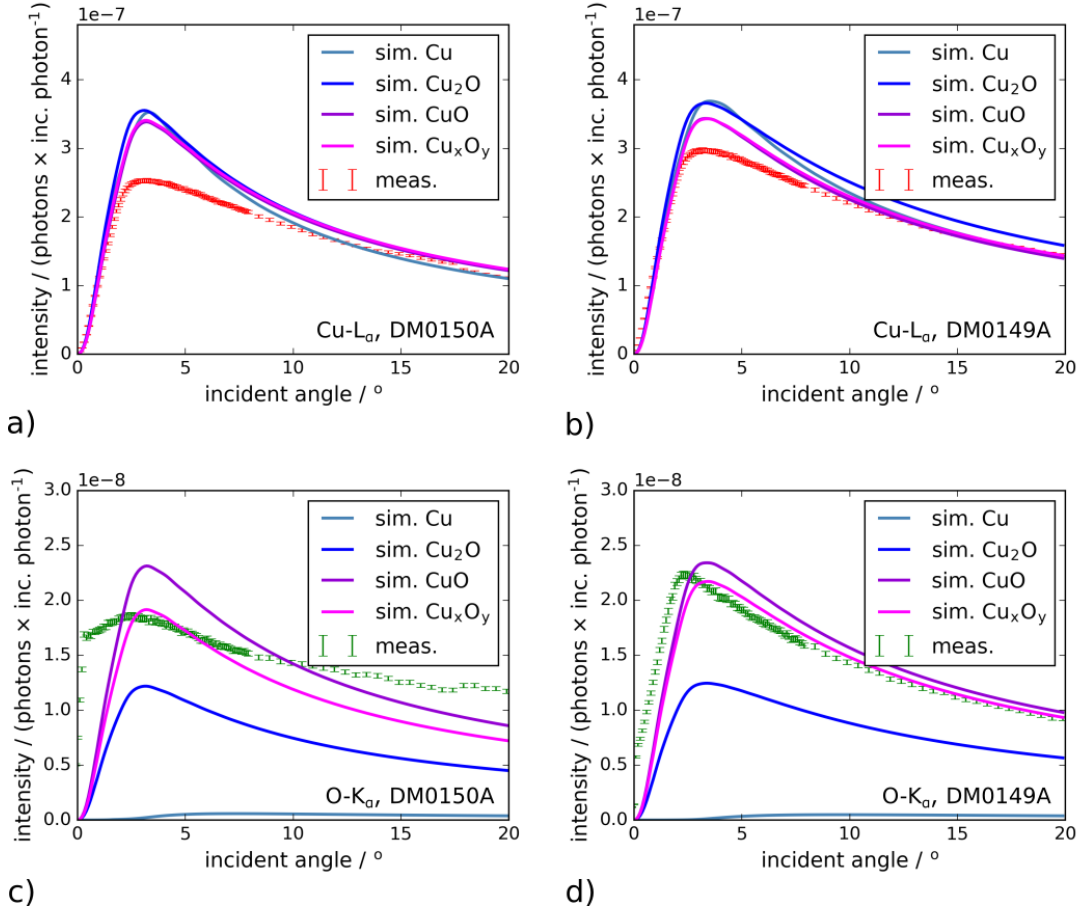 1e−7
intensity / (photons × inc. photon⁻¹)
4
3
2
1
0
sim. Cu
sim. Cu₂O
sim. CuO
sim. CuₓOᵧ
meas.
Cu-Lα, DM0150A
0 5 10 15 20
incident angle / °
a)
1e−7
intensity / (photons × inc. photon⁻¹)
4
3
2
1
0
sim. Cu
sim. Cu₂O
sim. CuO
sim. CuₓOᵧ
meas.
Cu-Lα, DM0149A
0 5 10 15 20
incident angle / °
b)
1e−8
intensity / (photons × inc. photon⁻¹)
3.0
2.5
2.0
1.5
1.0
0.5
0.0
sim. Cu
sim. Cu₂O
sim. CuO
sim. CuₓOᵧ
meas.
O-Kα, DM0150A
0 5 10 15 20
incident angle / °
c)
1e−8
intensity / (photons × inc. photon⁻¹)
3.0
2.5
2.0
1.5
1.0
0.5
0.0
sim. Cu
sim. Cu₂O
sim. CuO
sim. CuₓOᵧ
meas.
O-Kα, DM0149A
0 5 10 15 20
incident angle / °
d)